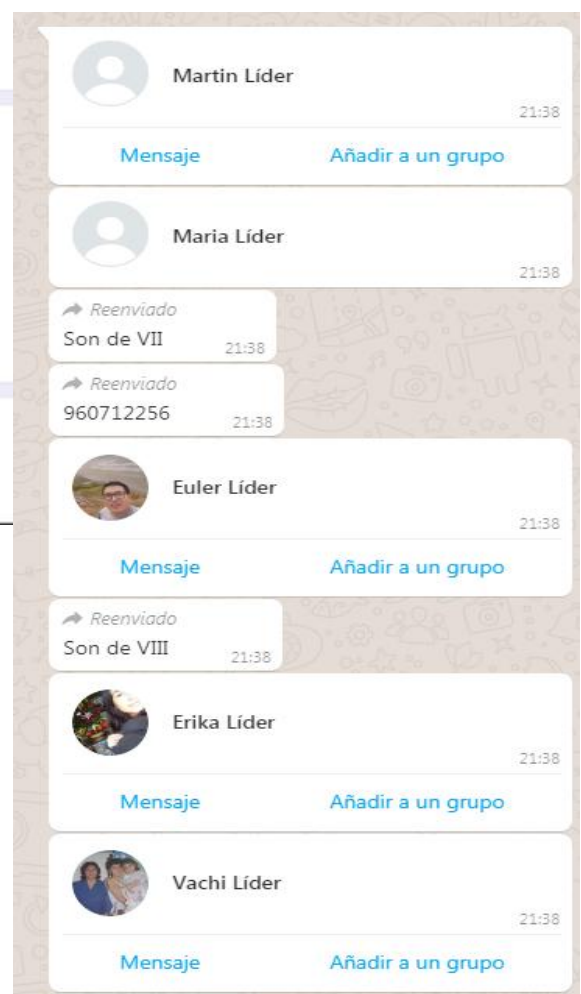 Martin Líder
21:38
Mensaje Añadir a un grupo
Maria Líder
21:38
Reenviado
Son de VII 21:38
Reenviado
960712256 21:38
Euler Líder
21:38
Mensaje Añadir a un grupo
Reenviado
Son de VIII 21:38
Erika Líder
21:38
Mensaje Añadir a un grupo
Vachi Líder
21:38
Mensaje Añadir a un grupo